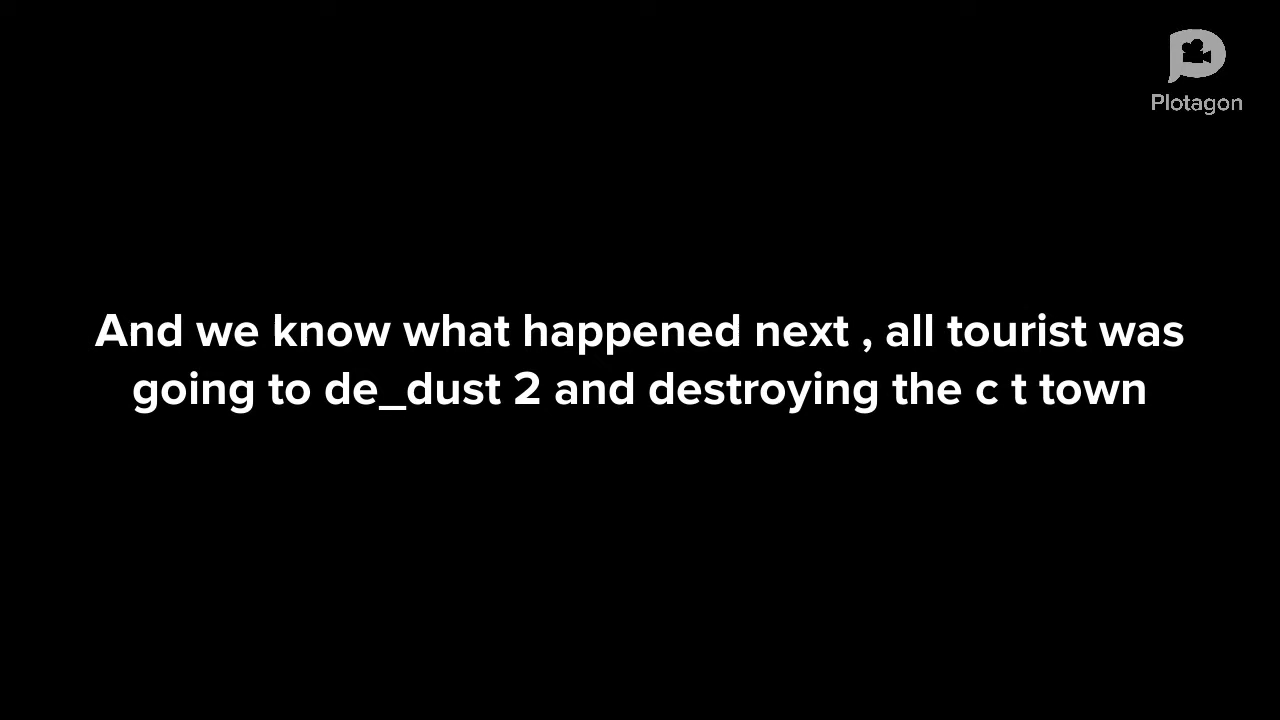 Plotagon
And we know what happened next , all tourist was
going to de_dust 2 and destroying the c t town